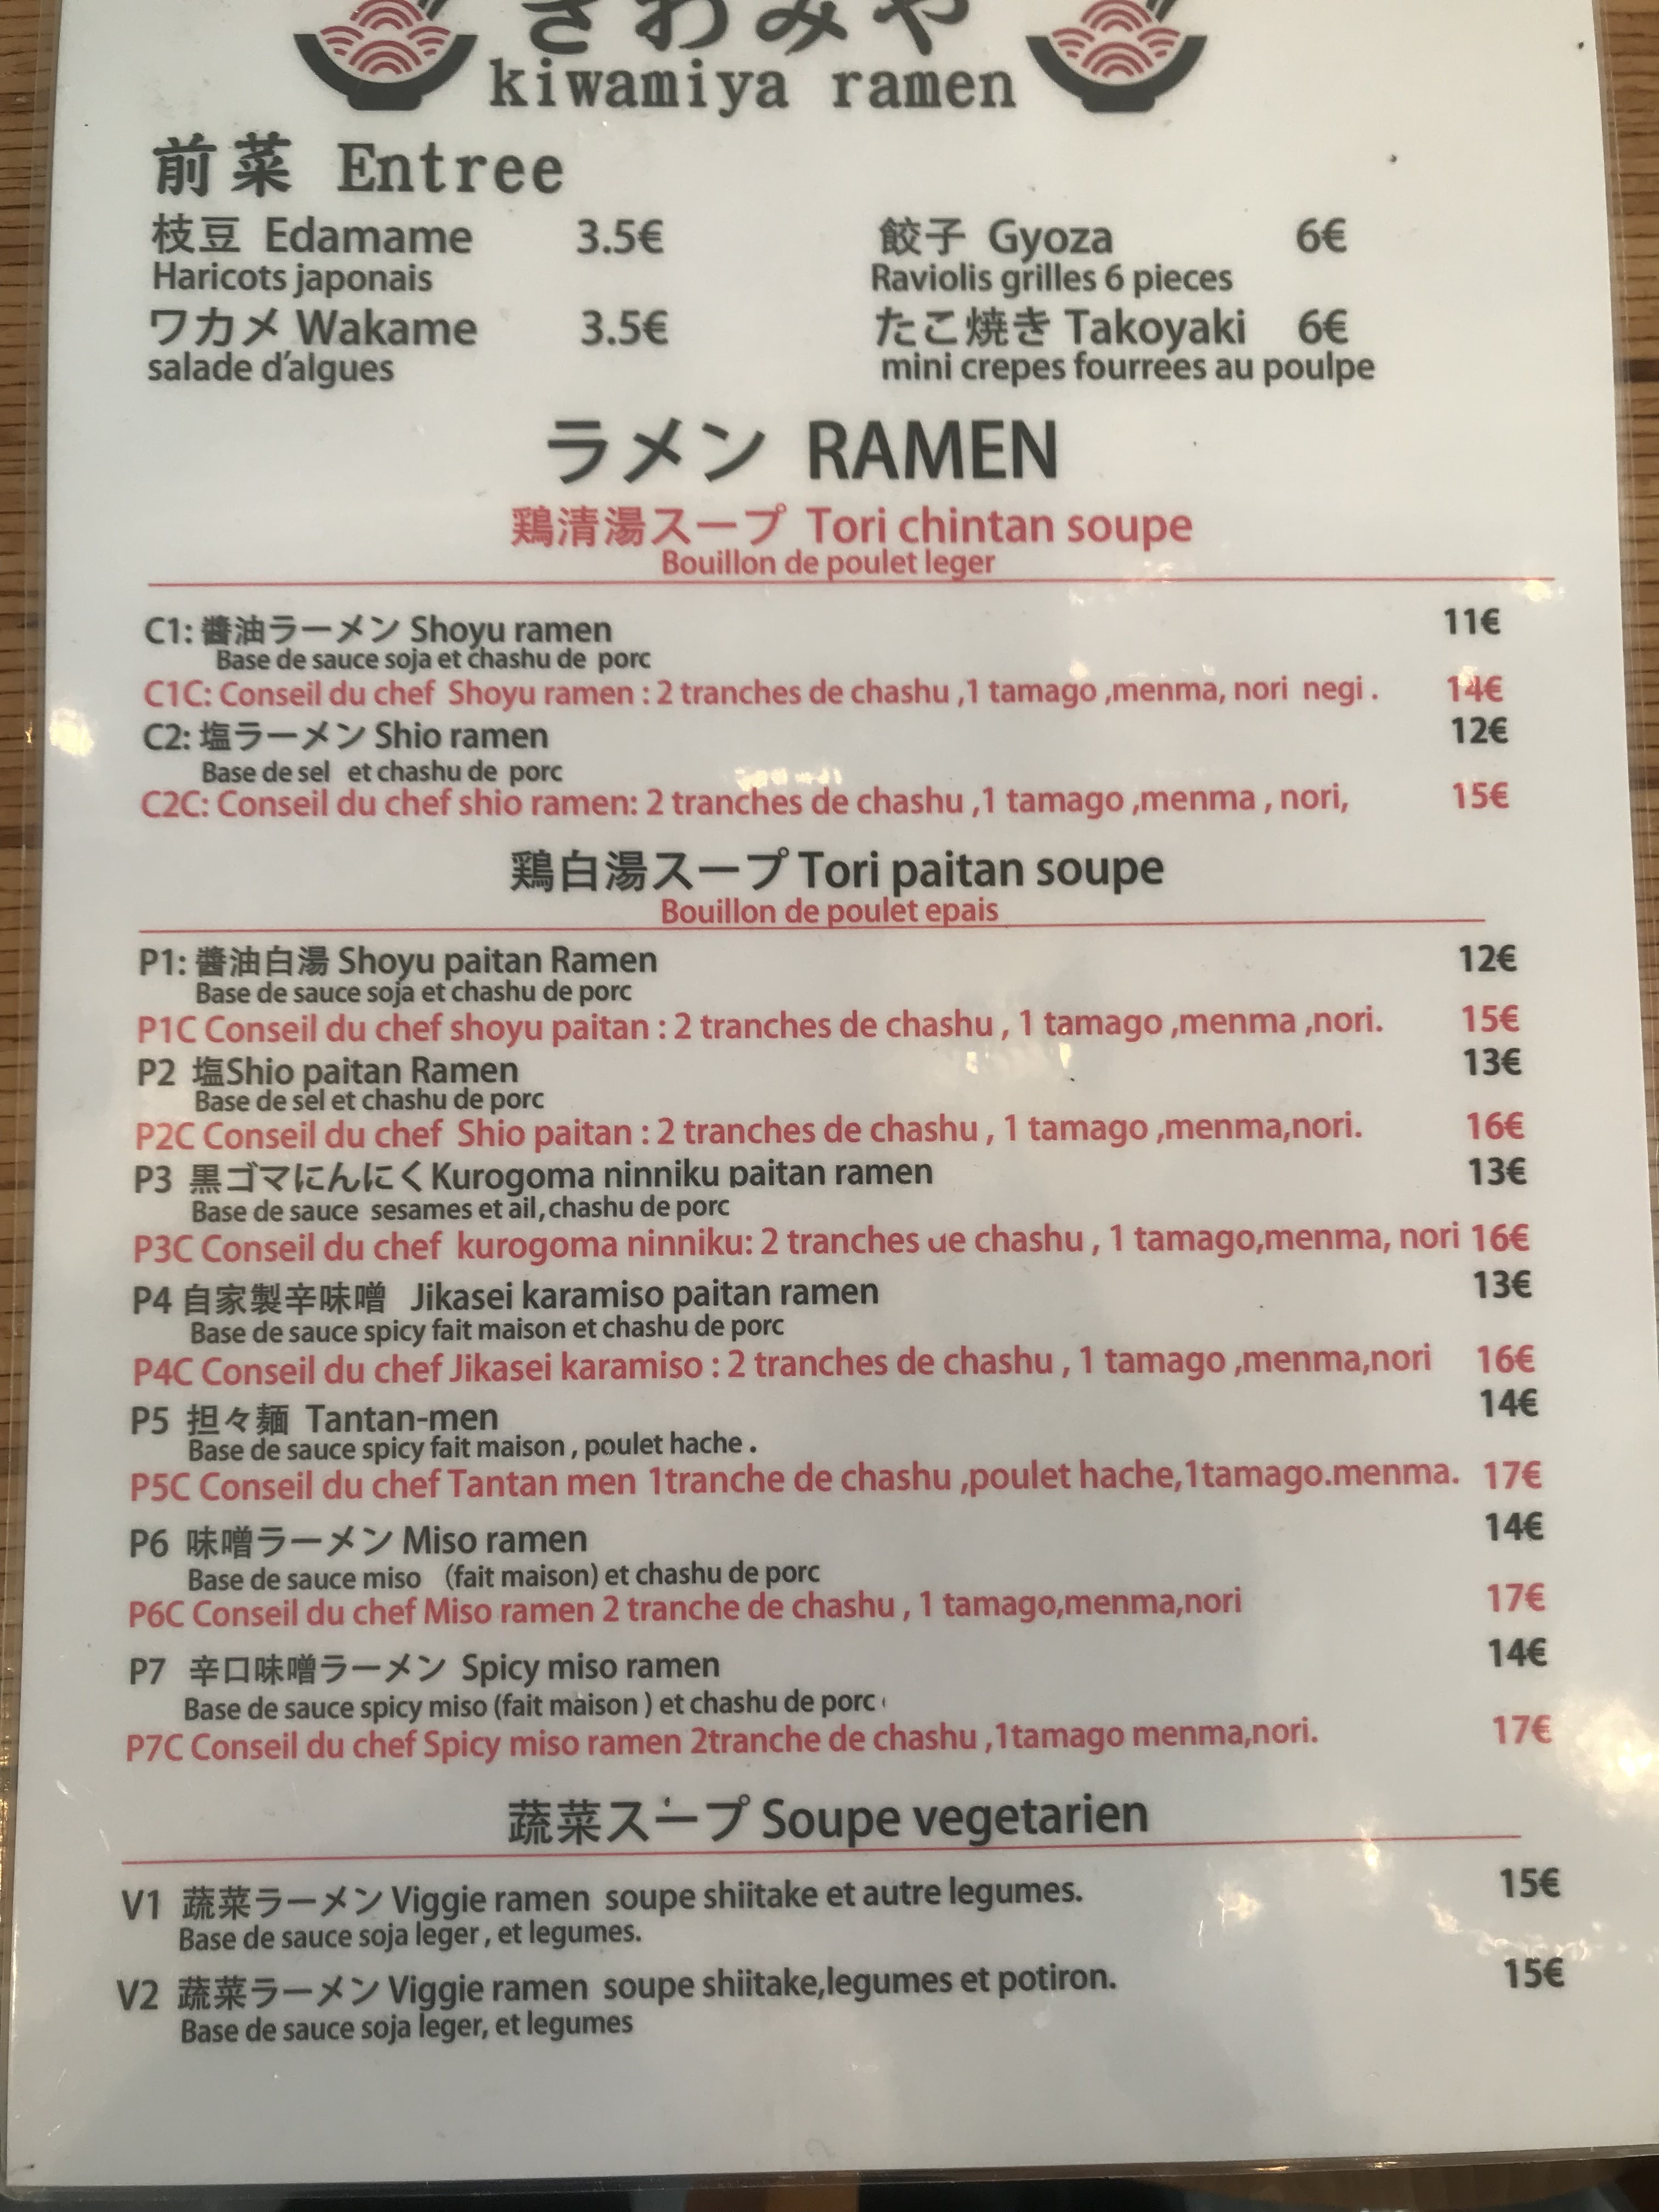 きわみや
kiwamiya ramen
前菜 Entree
枝豆 Edamame 3.5€
Haricots japonais
ワカメ Wakame 3.5€
salade d'algues
餃子 Gyoza 6€
Raviolis grilles 6 pieces
たこ焼き Takoyaki 6€
mini crepes fourrees au poulpe
ラメン RAMEN
鶏清湯スープ Tori chintan soupe
Bouillon de poulet leger
C1: 醬油ラーメン Shoyu ramen 11€
Base de sauce soja et chashu de porc
C1C: Conseil du chef Shoyu ramen : 2 tranches de chashu ,1 tamago ,menma, nori negi . 14€
C2: 塩ラーメン Shio ramen 12€
Base de sel et chashu de porc
C2C: Conseil du chef shio ramen: 2 tranches de chashu ,1 tamago ,menma , nori, 15€
鶏白湯スープ Tori paitan soupe
Bouillon de poulet epais
P1: 醬油白湯 Shoyu paitan Ramen 12€
Base de sauce soja et chashu de porc
P1C Conseil du chef shoyu paitan : 2 tranches de chashu , 1 tamago ,menma ,nori. 15€
P2 塩Shio paitan Ramen 13€
Base de sel et chashu de porc
P2C Conseil du chef Shio paitan : 2 tranches de chashu , 1 tamago ,menma,nori. 16€
P3 黒ゴマにんにくKurogoma ninniku paitan ramen 13€
Base de sauce sesames et ail,chashu de porc
P3C Conseil du chef kurogoma ninniku: 2 tranches de chashu , 1 tamago,menma, nori 16€
P4 自家製辛味噌 Jikasei karamiso paitan ramen 13€
Base de sauce spicy fait maison et chashu de porc
P4C Conseil du chef Jikasei karamiso : 2 tranches de chashu , 1 tamago ,menma,nori 16€
P5 担々麺 Tantan-men 14€
Base de sauce spicy fait maison , poulet hache .
P5C Conseil du chef Tantan men 1tranche de chashu ,poulet hache,1tamago.menma. 17€
P6 味噌ラーメン Miso ramen 14€
Base de sauce miso (fait maison) et chashu de porc
P6C Conseil du chef Miso ramen 2 tranche de chashu , 1 tamago,menma,nori 17€
P7 辛口味噌ラーメン Spicy miso ramen 14€
Base de sauce spicy miso (fait maison ) et chashu de porc
P7C Conseil du chef Spicy miso ramen 2tranche de chashu ,1tamago menma,nori. 17€
蔬菜スープ Soupe vegetarien
V1 蔬菜ラーメン Viggie ramen soupe shiitake et autre legumes. 15€
Base de sauce soja leger , et legumes.
V2 蔬菜ラーメン Viggie ramen soupe shiitake,legumes et potiron. 15€
Base de sauce soja leger, et legumes